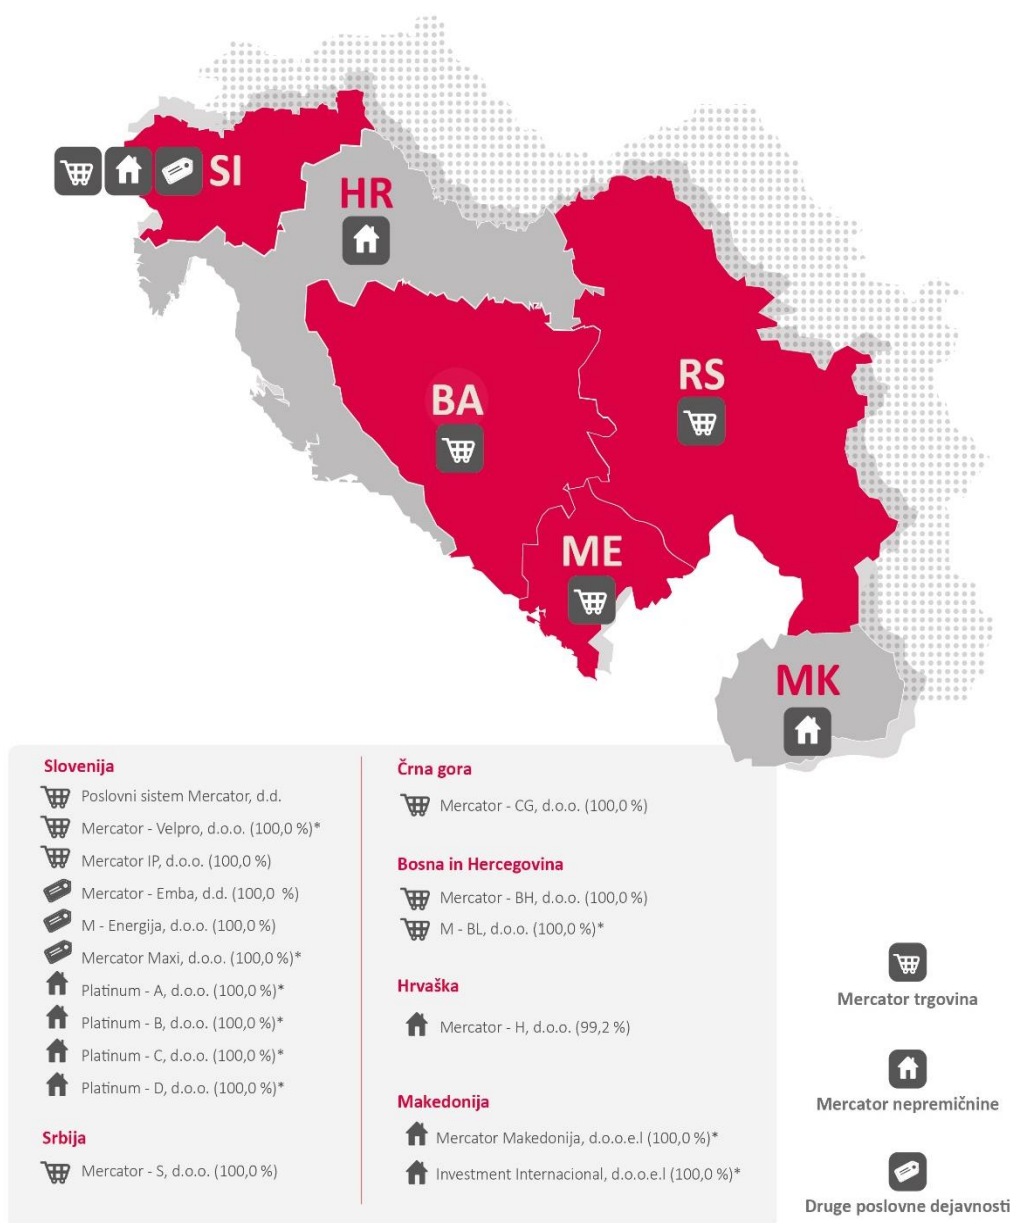 SI
HR
RS
BA
ME
MK
Slovenija
Poslovni sistem Mercator, d.d.
Mercator - Velpro, d.o.o. (100,0 %)*
Mercator IP, d.o.o. (100,0 %)
Mercator - Emba, d.d. (100,0 %)
M - Energija, d.o.o. (100,0 %)
Mercator Maxi, d.o.o. (100,0 %)*
Platinum - A, d.o.o. (100,0 %)*
Platinum - B, d.o.o. (100,0 %)*
Platinum - C, d.o.o. (100,0 %)*
Platinum - D, d.o.o. (100,0 %)*
Srbija
Mercator - S, d.o.o. (100,0 %)
Črna gora
Mercator - CG, d.o.o. (100,0 %)
Bosna in Hercegovina
Mercator - BH, d.o.o. (100,0 %)
M - BL, d.o.o. (100,0 %)*
Hrvaška
Mercator - H, d.o.o. (99,2 %)
Makedonija
Mercator Makedonija, d.o.o.e.l (100,0 %)*
Investment Internacional, d.o.o.e.l (100,0 %)*
Mercator trgovina
Mercator nepremičnine
Druge poslovne dejavnosti